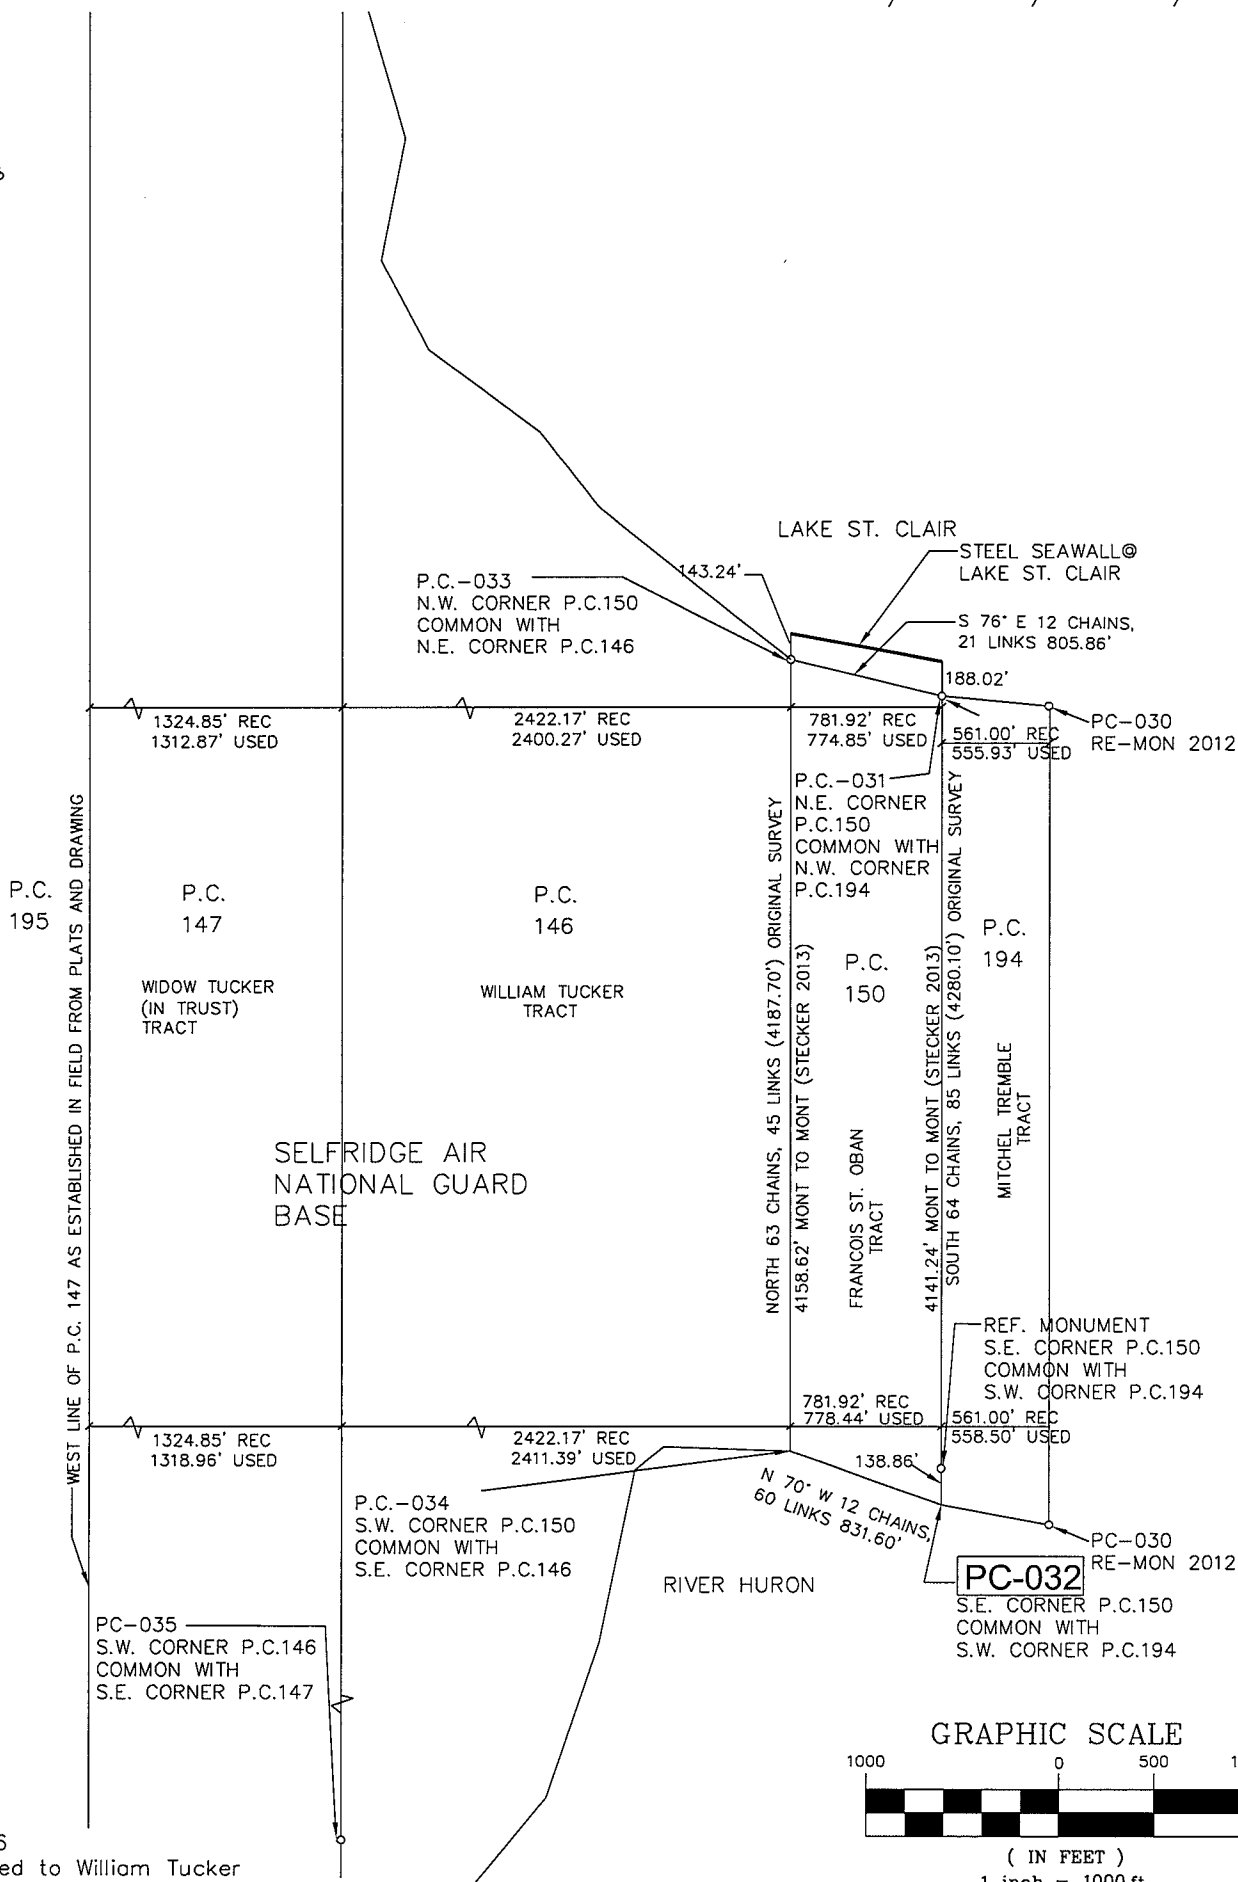 LAKE ST. CLAIR
STEEL SEAWALL@
LAKE ST. CLAIR
143.24'
P.C.-033
N.W. CORNER P.C.150
COMMON WITH
N.E. CORNER P.C.146
S 76° E 12 CHAINS,
21 LINKS 805.86'
188.02'
1324.85' REC
1312.87' USED
2422.17' REC
2400.27' USED
781.92' REC
774.85' USED
561.00' REC
555.93' USED
PC-030
RE-MON 2012
P.C.-031
N.E. CORNER
P.C.150
COMMON WITH
N.W. CORNER
P.C.194
WEST LINE OF P.C. 147 AS ESTABLISHED IN FIELD FROM PLATS AND DRAWING
P.C.
195
P.C.
147
WIDOW TUCKER
(IN TRUST)
TRACT
P.C.
146
WILLIAM TUCKER
TRACT
NORTH 63 CHAINS, 45 LINKS (4187.70') ORIGINAL SURVEY
4158.62' MONT TO MONT (STECKER 2013)
P.C.
150
FRANCOIS ST. OBAN
TRACT
4141.24' MONT TO MONT (STECKER 2013)
SOUTH 64 CHAINS, 85 LINKS (4280.10') ORIGINAL SURVEY
P.C.
194
MITCHEL TREMBLE
TRACT
SELFRIDGE AIR
NATIONAL GUARD
BASE
REF. MONUMENT
S.E. CORNER P.C.150
COMMON WITH
S.W. CORNER P.C.194
1324.85' REC
1318.96' USED
2422.17' REC
2411.39' USED
781.92' REC
778.44' USED
561.00' REC
558.50' USED
138.86'
N 70° W 12 CHAINS,
60 LINKS 831.60'
P.C.-034
S.W. CORNER P.C.150
COMMON WITH
S.E. CORNER P.C.146
PC-030
RE-MON 2012
RIVER HURON
PC-032
S.E. CORNER P.C.150
COMMON WITH
S.W. CORNER P.C.194
PC-035
S.W. CORNER P.C.146
COMMON WITH
S.E. CORNER P.C.147
GRAPHIC SCALE
1000 0 500 1
( IN FEET )
1 inch = 1000 ft
6
ed to William Tucker